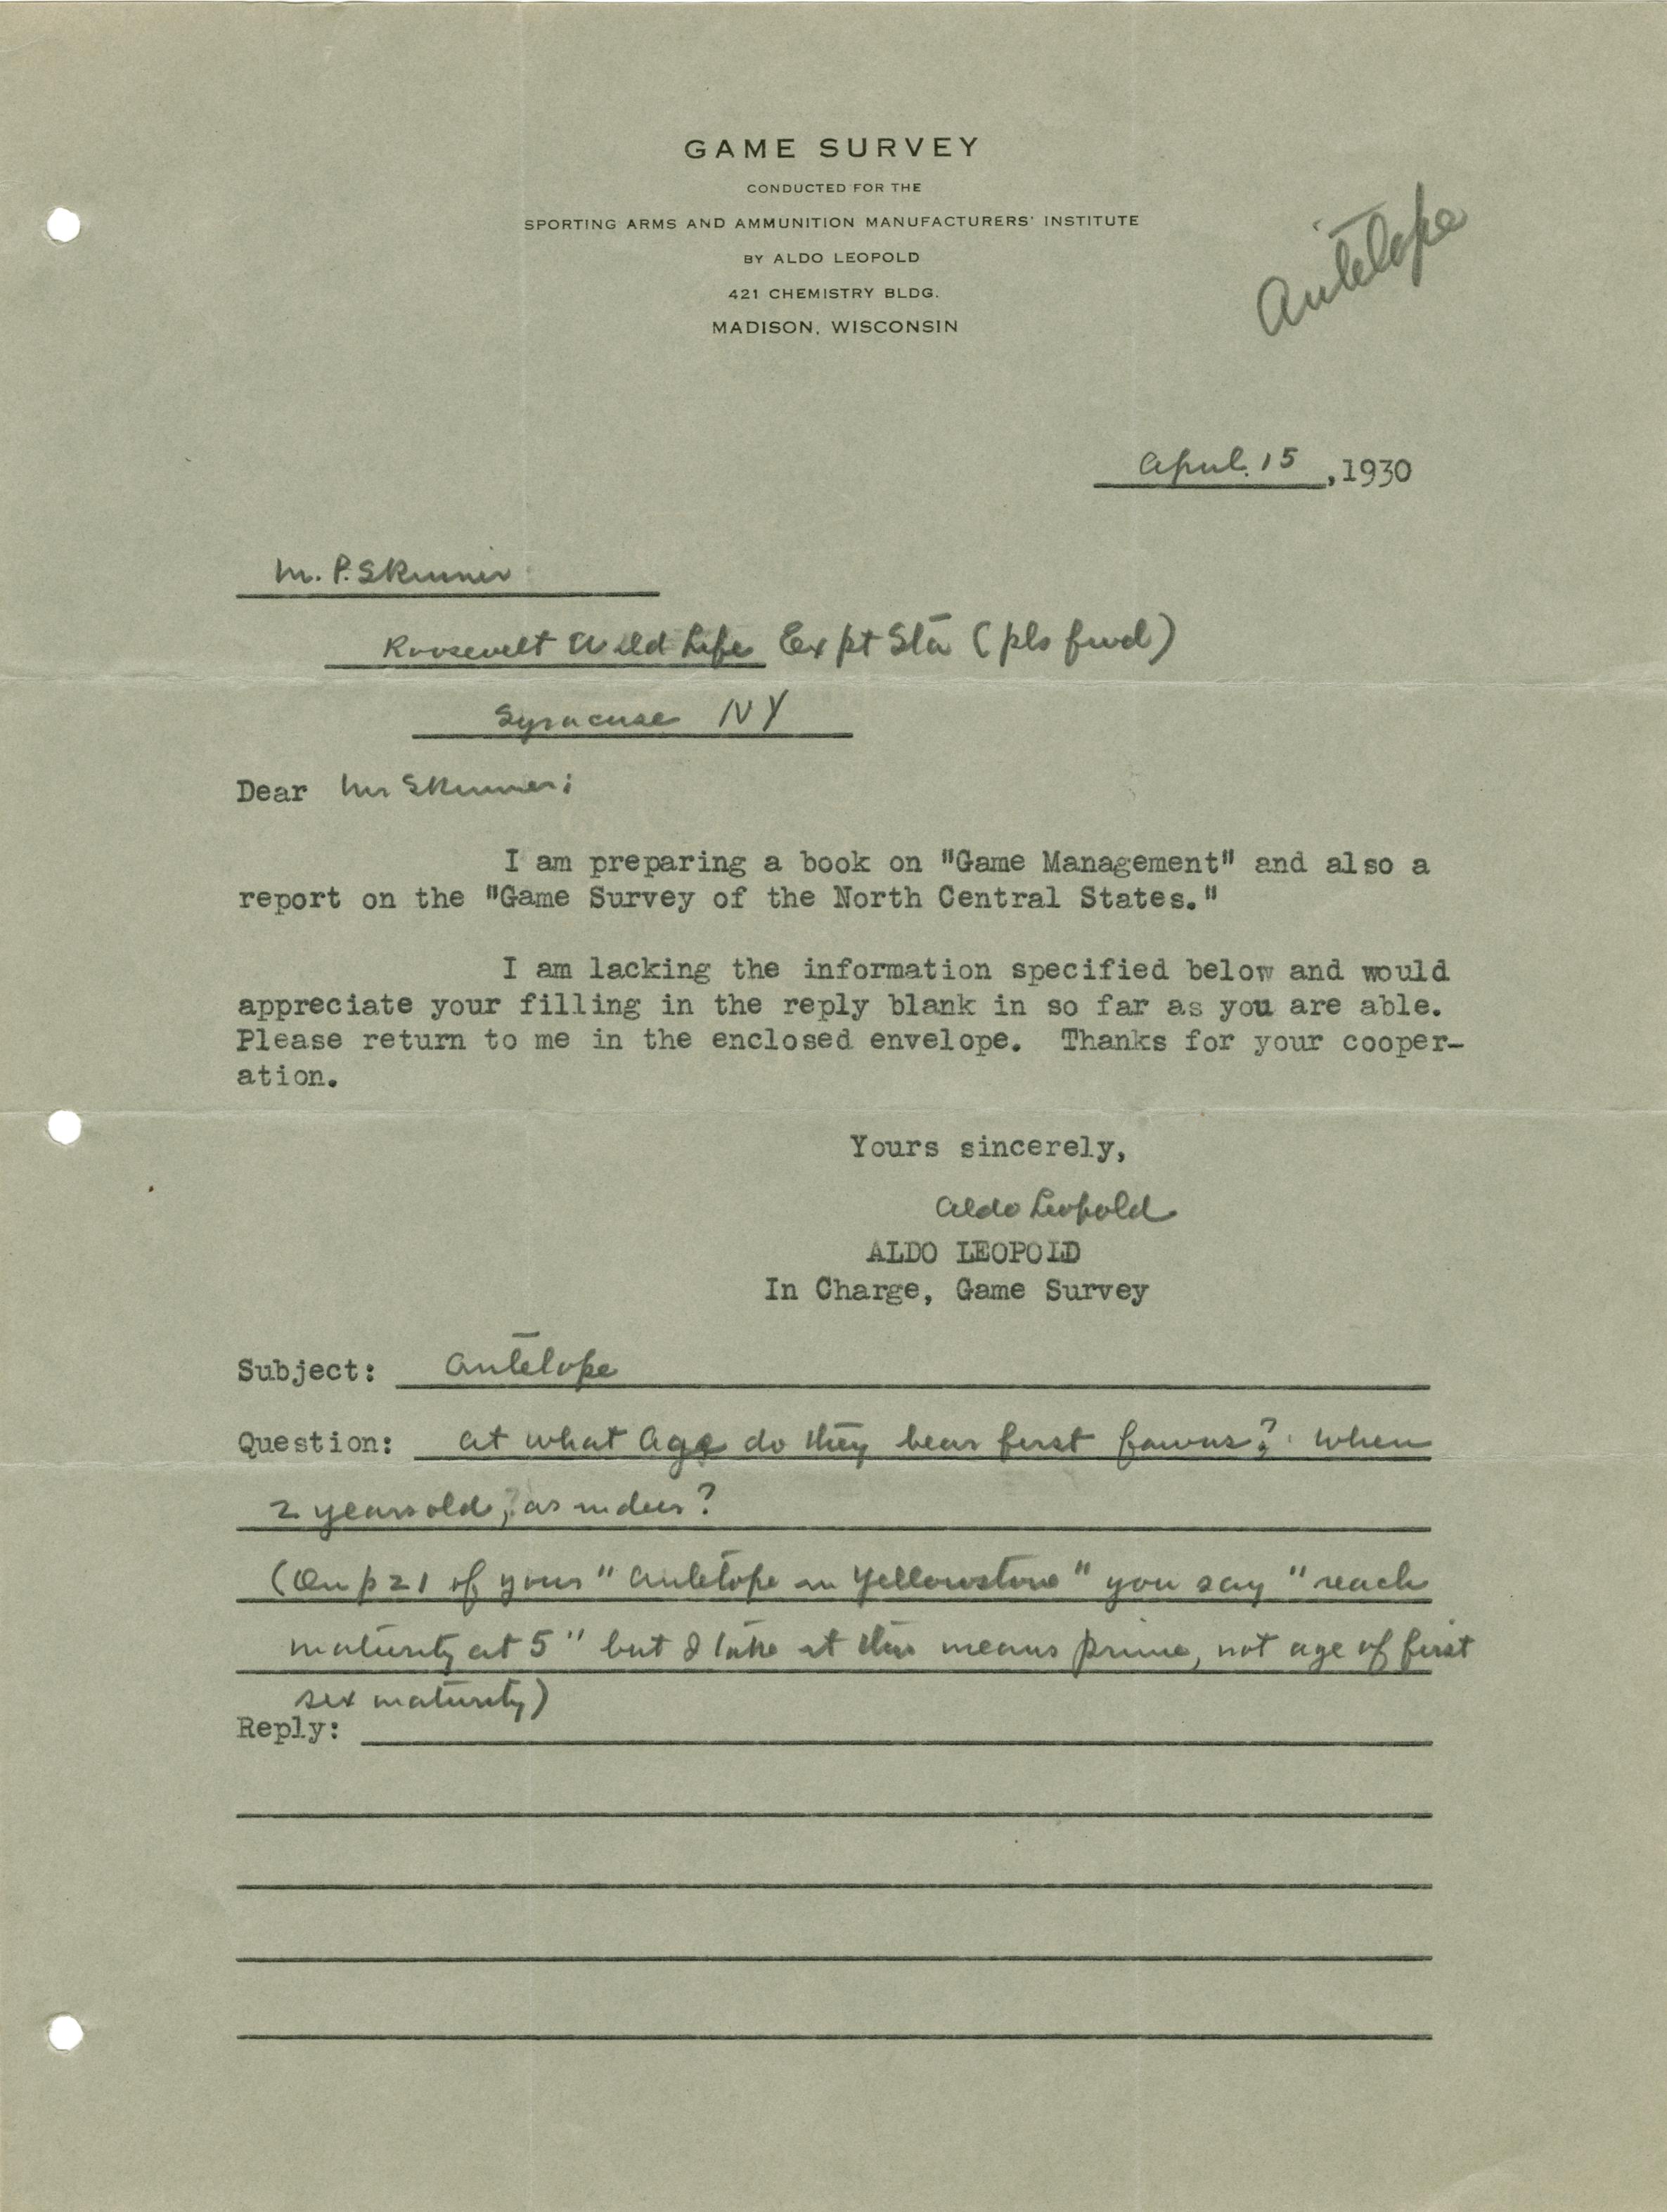 GAME SURVEY
CONDUCTED FOR THE
SPORTING ARMS AND AMMUNITION MANUFACTURERS' INSTITUTE
BY ALDO LEOPOLD
421 CHEMISTRY BLDG.
MADISON, WISCONSIN
Antelope
April 15, 1930
M. P. Skinner
Roosevelt Wild Life Expt Sta (pls fwd)
Syracuse NY
Dear Mr Skinner:
I am preparing a book on "Game Management" and also a
report on the "Game Survey of the North Central States."
I am lacking the information specified below and would
appreciate your filling in the reply blank in so far as you are able.
Please return to me in the enclosed envelope. Thanks for your cooper-
ation.
Yours sincerely,
Aldo Leopold
ALDO LEOPOLD
In Charge, Game Survey
Subject: Antelope
Question: At what age do they bear first fawns? When
2 years old, as in deer?
(On p 21 of your "Antelope in Yellowstone" you say "reach
maturity at 5" but I take it this means prime, not age of first
sex maturity)
Reply: